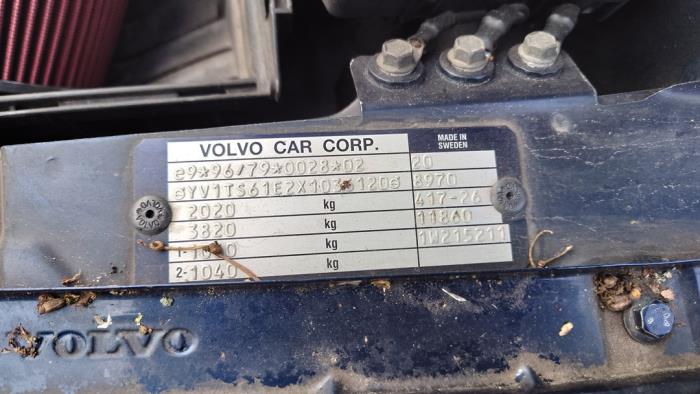 VOLVO CAR CORP.
MADE IN SWEDEN
e9*96/79*0028*02 20
8970
2020 kg 417-26
3820 kg 11860
kg 1W215211
2-1040 kg
VOLVO